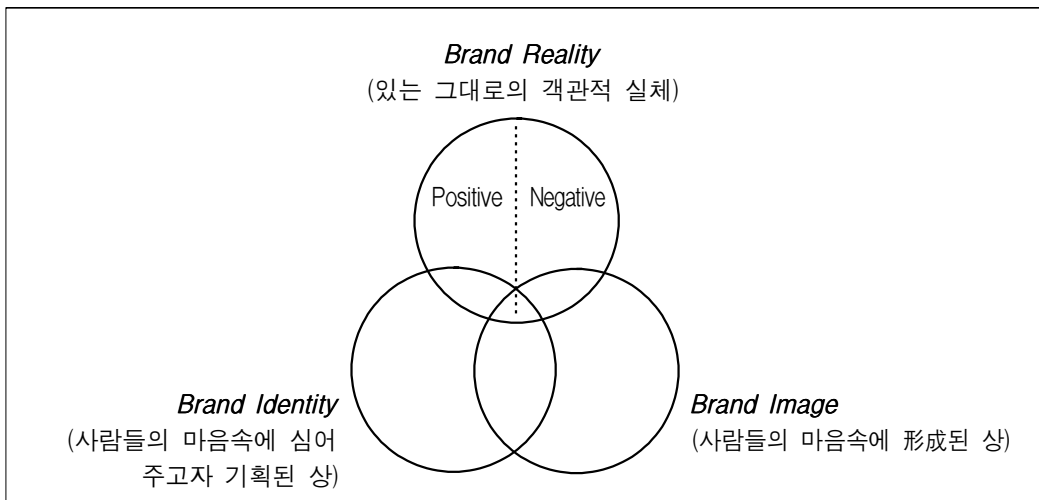 Brand Reality
(있는 그대로의 객관적 실체)
Positive
Negative
Brand Identity
(사람들의 마음속에 심어
주고자 기획된 상)
Brand Image
(사람들의 마음속에 形成된 상)